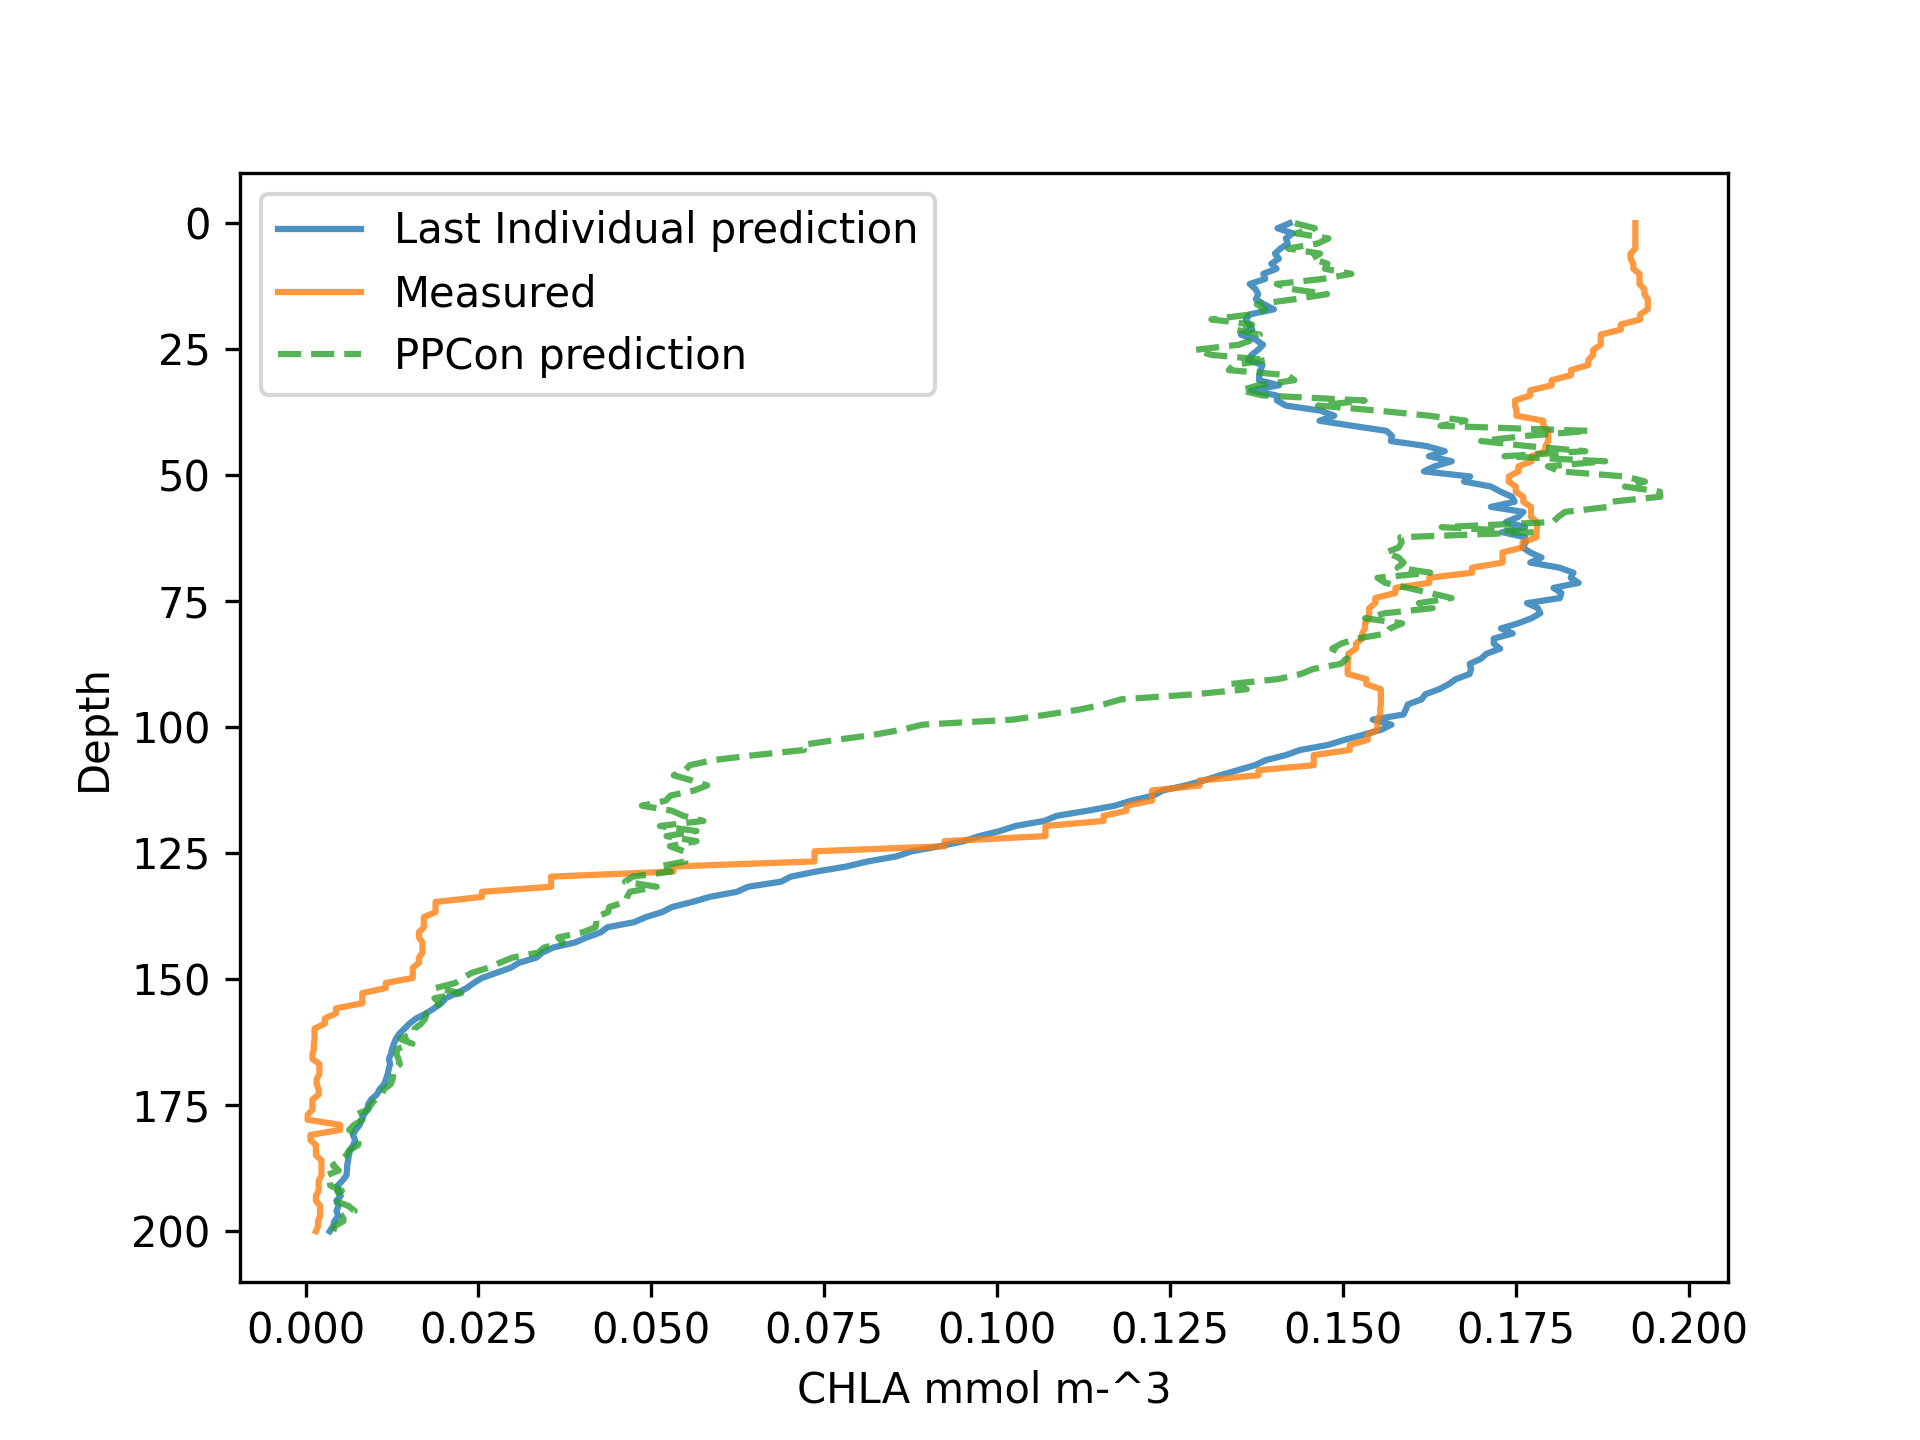 Last Individual prediction
Measured
PPCon prediction
0
25
50
75
100
125
150
175
200
Depth
0.000 0.025 0.050 0.075 0.100 0.125 0.150 0.175 0.200
CHLA mmol m-^3